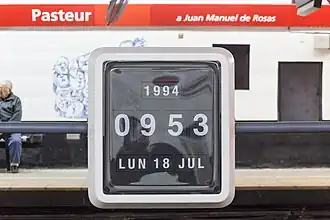 Pasteur
a Juan Manuel de Rosas
1994
0953
LUN 18 JUL